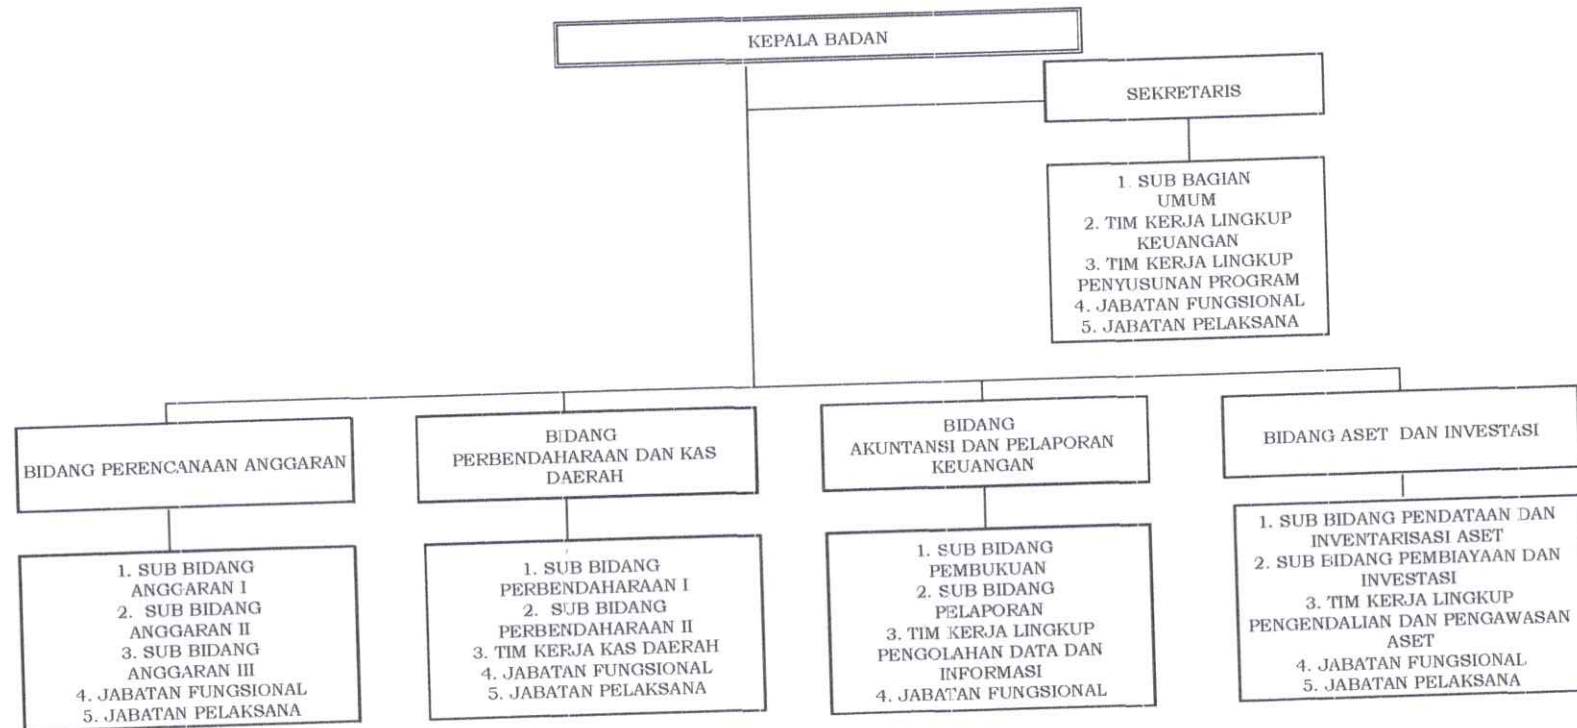 KEPALA BADAN
SEKRETARIS
1. SUB BAGIAN
UMUM
2. TIM KERJA LINGKUP
KEUANGAN
3. TIM KERJA LINGKUP
PENYUSUNAN PROGRAM
4. JABATAN FUNGSIONAL
5. JABATAN PELAKSANA
BIDANG PERENCANAAN ANGGARAN
BIDANG
PERBENDAHARAAN DAN KAS
DAERAH
BIDANG
AKUNTANSI DAN PELAPORAN
KEUANGAN
BIDANG ASET DAN INVESTASI
1. SUB BIDANG
ANGGARAN I
2. SUB BIDANG
ANGGARAN II
3. SUB BIDANG
ANGGARAN III
4. JABATAN FUNGSIONAL
5. JABATAN PELAKSANA
1. SUB BIDANG
PERBENDAHARAAN I
2. SUB BIDANG
PERBENDAHARAAN II
3. TIM KERJA KAS DAERAH
4. JABATAN FUNGSIONAL
5. JABATAN PELAKSANA
1. SUB BIDANG
PEMBUKUAN
2. SUB BIDANG
PELAPORAN
3. TIM KERJA LINGKUP
PENGOLAHAN DATA DAN
INFORMASI
4. JABATAN FUNGSIONAL
1. SUB BIDANG PENDATAAN DAN
INVENTARISASI ASET
2. SUB BIDANG PEMBIAYAAN DAN
INVESTASI
3. TIM KERJA LINGKUP
PENGENDALIAN DAN PENGAWASAN
ASET
4. JABATAN FUNGSIONAL
5. JABATAN PELAKSANA